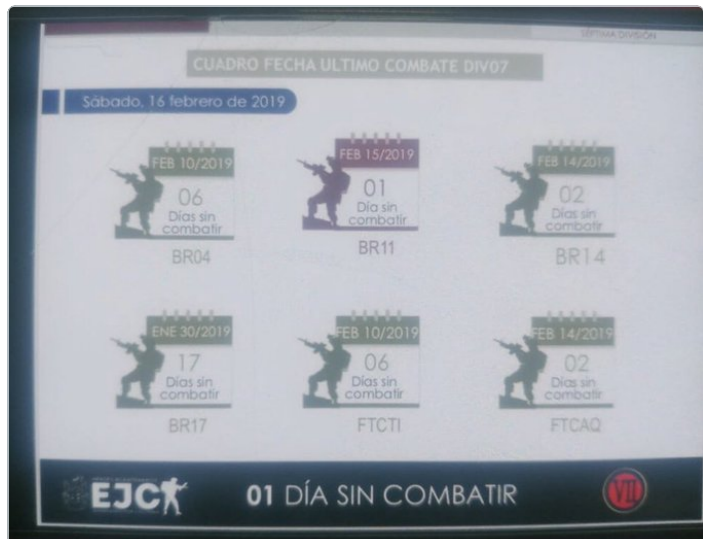 SÉPTIMA DIVISIÓN
CUADRO FECHA ULTIMO COMBATE DIV07
Sábado, 16 febrero de 2019
FEB 10/2019
06
Días sin
combatir
BR04
FEB 15/2019
01
Día sin
combatir
BR11
FEB 14/2019
02
Días sin
combatir
BR14
ENE 30/2019
17
Días sin
combatir
BR17
FEB 10/2019
06
Días sin
combatir
FTCTI
FEB 14/2019
02
Días sin
combatir
FTCAQ
EJC
01 DÍA SIN COMBATIR
VII